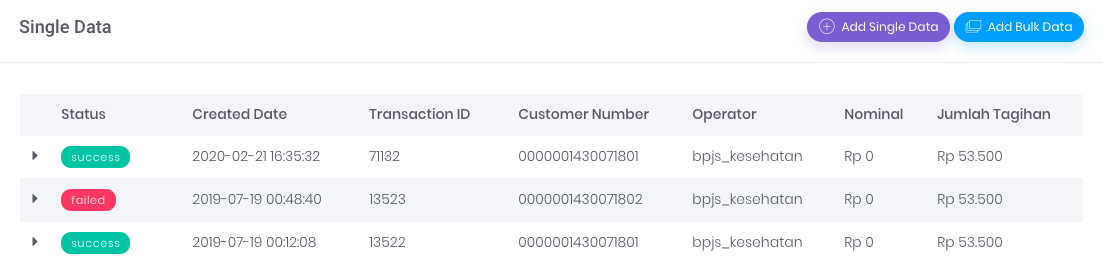 Single Data Add Single Data Add Bulk Data
Status Created Date Transaction ID Customer Number Operator Nominal Jumlah Tagihan
success 2020-02-21 16:35:32 71132 0000001430071801 bpjs_kesehatan Rp 0 Rp 53.500
failed 2019-07-19 00:48:40 13523 0000001430071802 bpjs_kesehatan Rp 0 Rp 53.500
success 2019-07-19 00:12:08 13522 0000001430071801 bpjs_kesehatan Rp 0 Rp 53.500